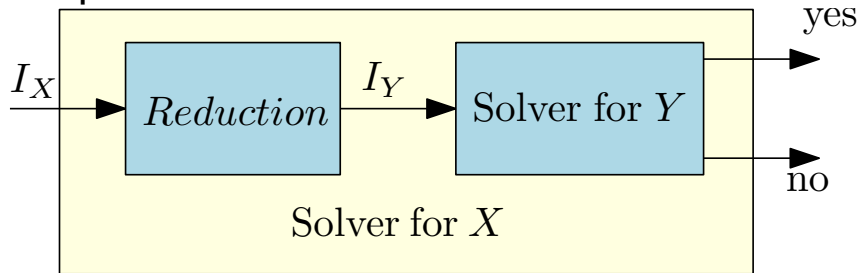 yes
I_X
Reduction
I_Y
Solver for Y
no
Solver for X